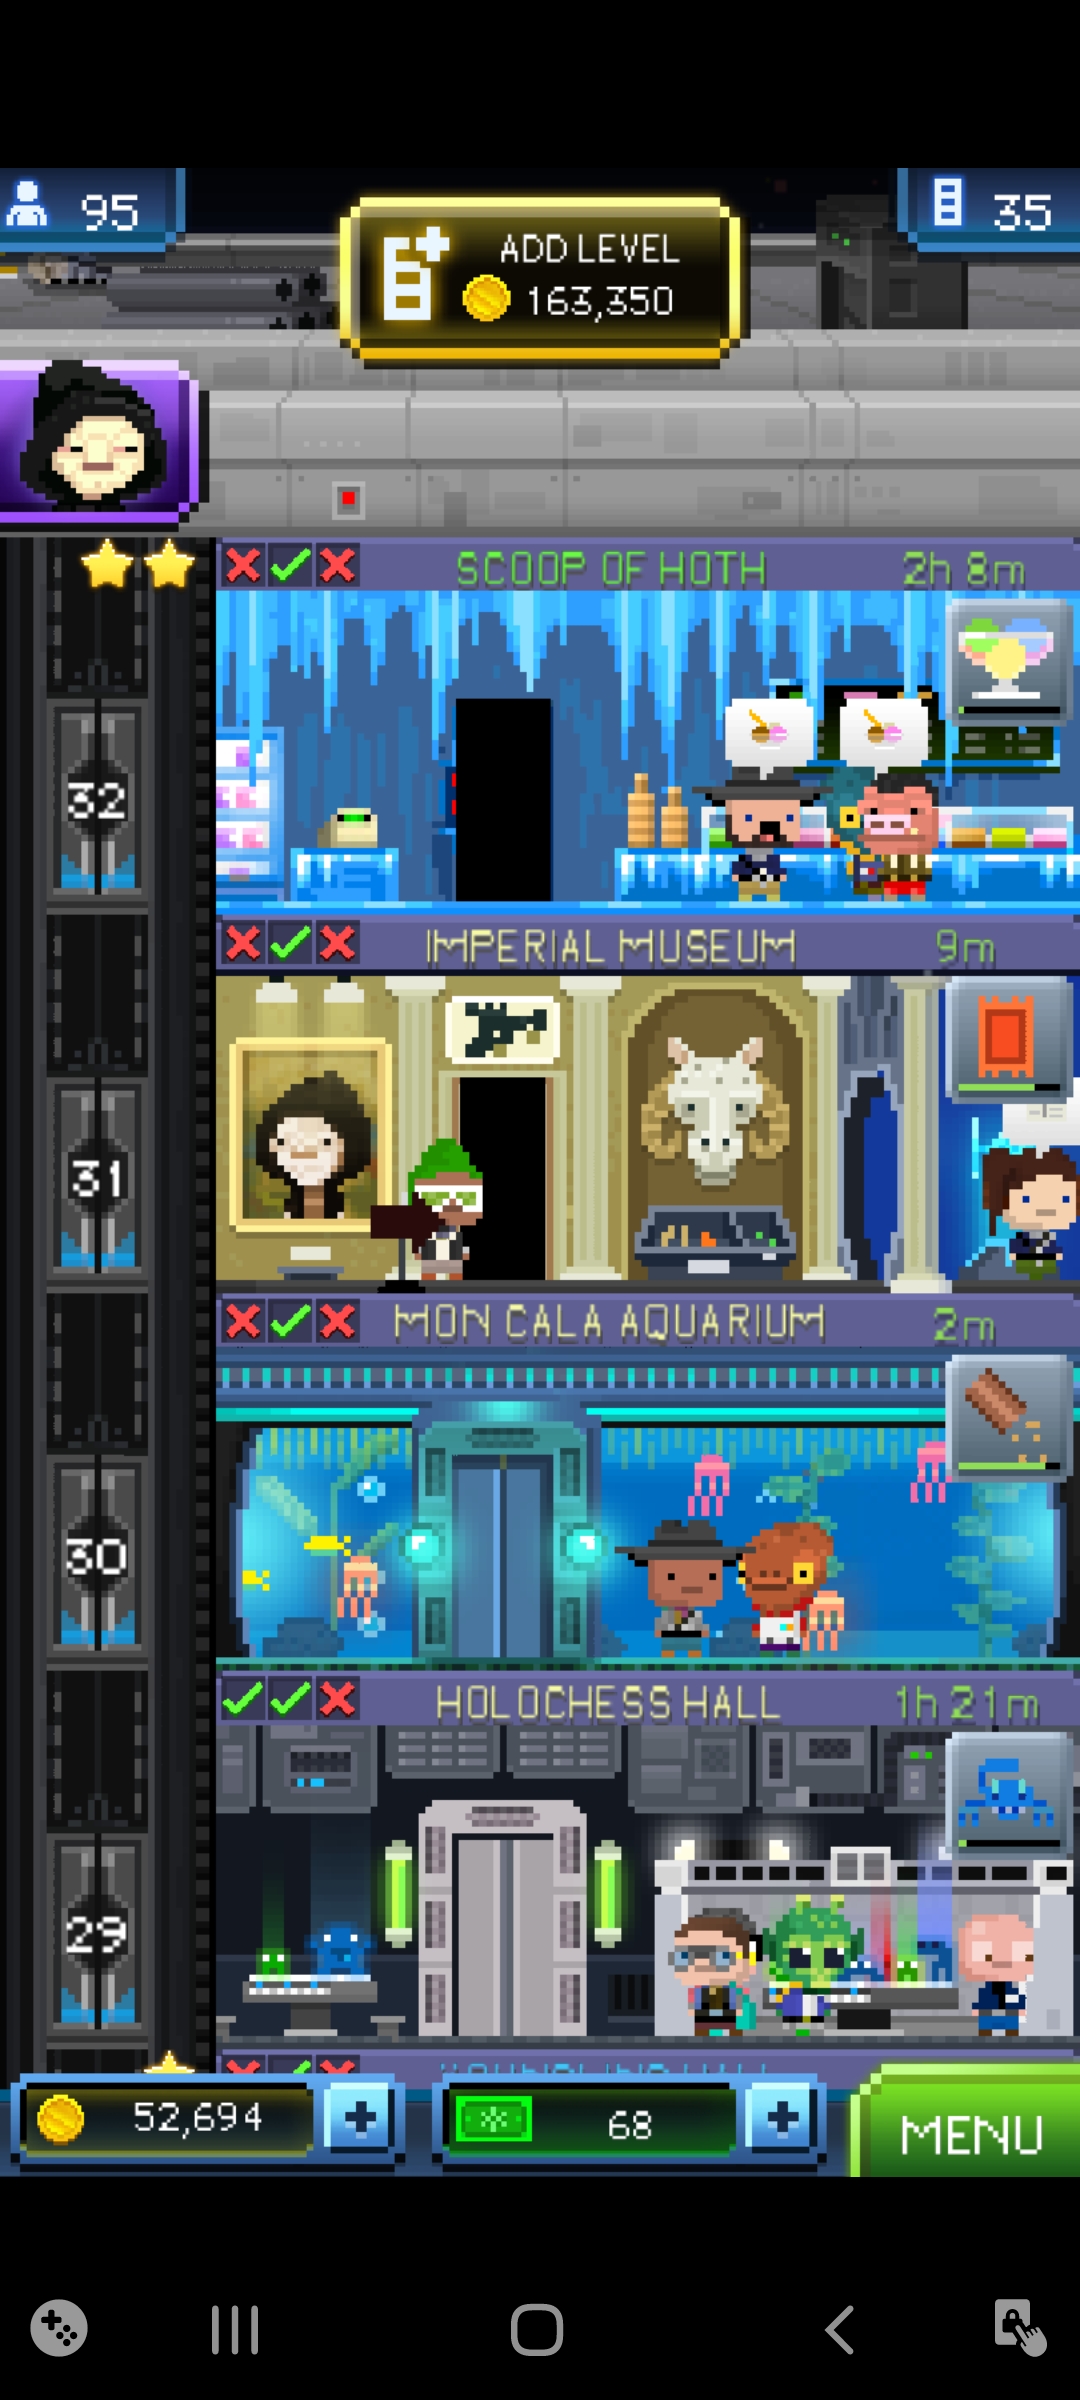 95
ADD LEVEL
163,350
35
SCOOP OF HOTH 2h 8m
32
IMPERIAL MUSEUM 9m
31
MON CALA AQUARIUM 2m
30
HOLOCHESS HALL 1h 21m
29
52,694
68
MENU